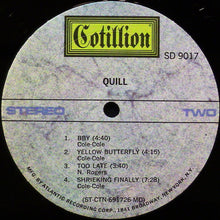 Cotillion
SD 9017
QUILL
STEREO
TWO
1. BBY (4:40)
Cole-Cole
2. YELLOW BUTTERFLY (4:15)
Cole-Cole
3. TOO LATE (3:40)
N. Rogers
4. SHRIEKING FINALLY (7:28)
Cole-Cole
(ST-CTN-691726 MO)
MFG BY ATLANTIC RECORDING CORP., 1841 BROADWAY, NEW YORK, N.Y.